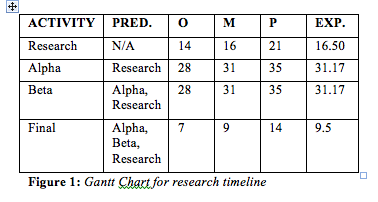 ACTIVITY PRED. O M P EXP.
Research N/A 14 16 21 16.50
Alpha Research 28 31 35 31.17
Beta Alpha, 28 31 35 31.17
Research
Final Alpha, 7 9 14 9.5
Beta,
Research
Figure 1: Gantt Chart for research timeline